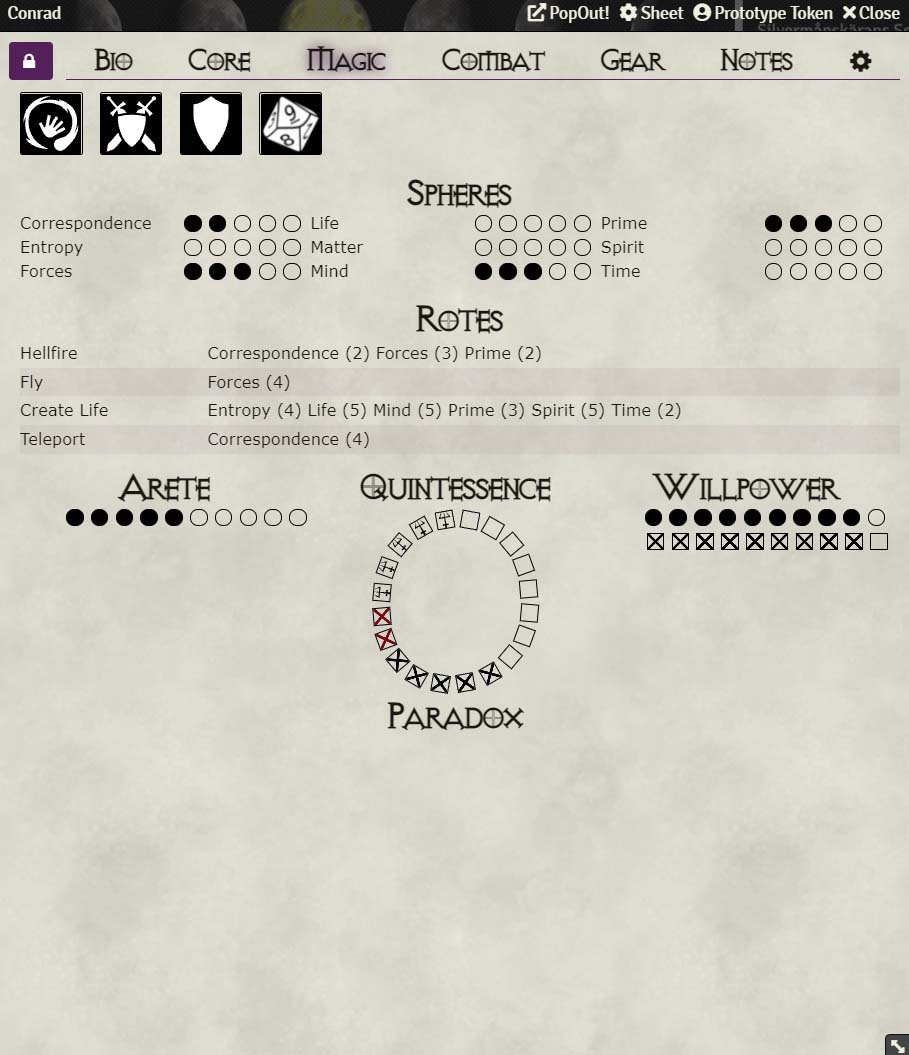 Conrad PopOut! Sheet Prototype Token Close
Bio Core Magic Combat Gear Notes
9 8
Spheres
Correspondence Life Prime
Entropy Matter Spirit
Forces Mind Time
Rotes
Hellfire Correspondence (2) Forces (3) Prime (2)
Fly Forces (4)
Create Life Entropy (4) Life (5) Mind (5) Prime (3) Spirit (5) Time (2)
Teleport Correspondence (4)
Arete Quintessence Willpower
Paradox